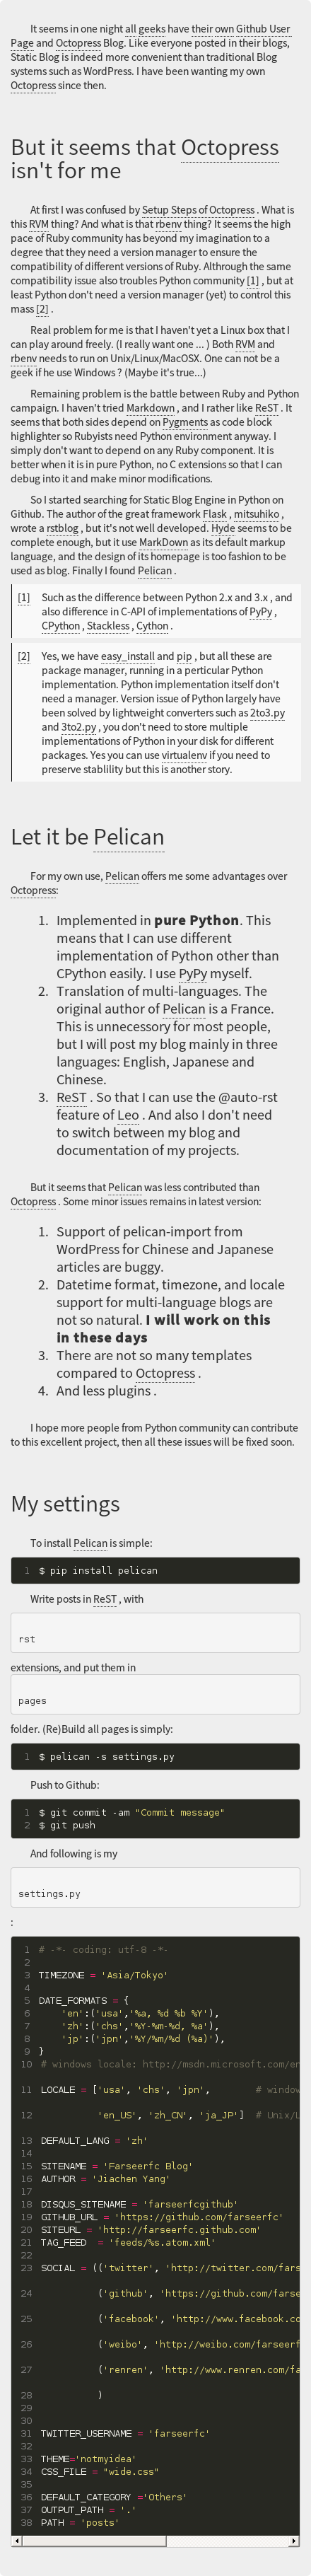 It seems in one night all geeks have their own Github User
Page and Octopress Blog. Like everyone posted in their blogs,
Static Blog is indeed more convenient than traditional Blog
systems such as WordPress. I have been wanting my own
Octopress since then.
But it seems that Octopress
isn't for me
At first I was confused by Setup Steps of Octopress . What is
this RVM thing? And what is that rbenv thing? It seems the high
pace of Ruby community has beyond my imagination to a
degree that they need a version manager to ensure the
compatibility of different versions of Ruby. Althrough the same
compatibility issue also troubles Python community [1] , but at
least Python don't need a version manager (yet) to control this
mass [2] .
Real problem for me is that I haven't yet a Linux box that I
can play around freely. (I really want one ... ) Both RVM and
rbenv needs to run on Unix/Linux/MacOSX. One can not be a
geek if he use Windows ? (Maybe it's true...)
Remaining problem is the battle between Ruby and Python
campaign. I haven't tried Markdown , and I rather like ReST . It
seems that both sides depend on Pygments as code block
highlighter so Rubyists need Python environment anyway. I
simply don't want to depend on any Ruby component. It is
better when it is in pure Python, no C extensions so that I can
debug into it and make minor modifications.
So I started searching for Static Blog Engine in Python on
Github. The author of the great framework Flask , mitsuhiko ,
wrote a rstblog , but it's not well developed. Hyde seems to be
complete enough, but it use MarkDown as its default markup
language, and the design of its homepage is too fashion to be
used as blog. Finally I found Pelican .
[1] Such as the difference between Python 2.x and 3.x , and
also difference in C-API of implementations of PyPy ,
CPython , Stackless , Cython .
[2] Yes, we have easy_install and pip , but all these are
package manager, running in a perticular Python
implementation. Python implementation itself don't
need a manager. Version issue of Python largely have
been solved by lightweight converters such as 2to3.py
and 3to2.py , you don't need to store multiple
implementations of Python in your disk for different
packages. Yes you can use virtualenv if you need to
preserve stablility but this is another story.
Let it be Pelican
For my own use, Pelican offers me some advantages over
Octopress:
1. Implemented in pure Python. This
means that I can use different
implementation of Python other than
CPython easily. I use PyPy myself.
2. Translation of multi-languages. The
original author of Pelican is a France.
This is unnecessary for most people,
but I will post my blog mainly in three
languages: English, Japanese and
Chinese.
3. ReST . So that I can use the @auto-rst
feature of Leo . And also I don't need
to switch between my blog and
documentation of my projects.
But it seems that Pelican was less contributed than
Octopress . Some minor issues remains in latest version:
1. Support of pelican-import from
WordPress for Chinese and Japanese
articles are buggy.
2. Datetime format, timezone, and locale
support for multi-language blogs are
not so natural. I will work on this
in these days
3. There are not so many templates
compared to Octopress .
4. And less plugins .
I hope more people from Python community can contribute
to this excellent project, then all these issues will be fixed soon.
My settings
To install Pelican is simple:
1 $ pip install pelican
Write posts in ReST , with
rst
extensions, and put them in
pages
folder. (Re)Build all pages is simply:
1 $ pelican -s settings.py
Push to Github:
1 $ git commit -am "Commit message"
2 $ git push
And following is my
settings.py
:
1 # -*- coding: utf-8 -*-
2
3 TIMEZONE = 'Asia/Tokyo'
4
5 DATE_FORMATS = {
6 'en':('usa','%a, %d %b %Y'),
7 'zh':('chs','%Y-%m-%d, %a'),
8 'jp':('jpn','%Y/%m/%d (%a)'),
9 }
10 # windows locale: http://msdn.microsoft.com/en
11 LOCALE = ['usa', 'chs', 'jpn', # window
12 'en_US', 'zh_CN', 'ja_JP'] # Unix/L
13 DEFAULT_LANG = 'zh'
14
15 SITENAME = 'Farseerfc Blog'
16 AUTHOR = 'Jiachen Yang'
17
18 DISQUS_SITENAME = 'farseerfcgithub'
19 GITHUB_URL = 'https://github.com/farseerfc'
20 SITEURL = 'http://farseerfc.github.com'
21 TAG_FEED = 'feeds/%s.atom.xml'
22
23 SOCIAL = (('twitter', 'http://twitter.com/fars
24 ('github', 'https://github.com/farse
25 ('facebook', 'http://www.facebook.co
26 ('weibo', 'http://weibo.com/farseerf
27 ('renren', 'http://www.renren.com/fa
28 )
29
30
31 TWITTER_USERNAME = 'farseerfc'
32
33 THEME='notmyidea'
34 CSS_FILE = "wide.css"
35
36 DEFAULT_CATEGORY ='Others'
37 OUTPUT_PATH = '.'
38 PATH = 'posts'